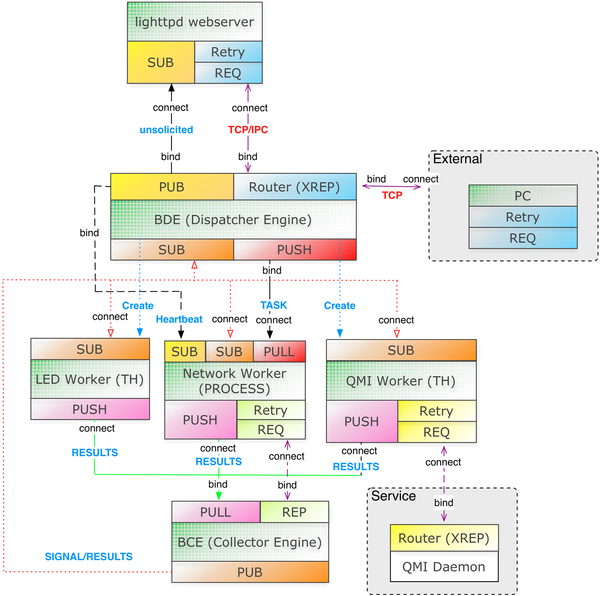 lighttpd webserver
SUB
Retry
REQ
connect
connect
unsolicited
TCP/IPC
bind
bind
External
PC
Retry
REQ
bind
connect
TCP
PUB
Router (XREP)
BDE (Dispatcher Engine)
SUB
PUSH
bind
bind
Create
Heartbeat
TASK
Create
connect
connect
connect
connect
SUB
LED Worker (TH)
PUSH
SUB
SUB
PULL
Network Worker
(PROCESS)
PUSH
Retry
REQ
SUB
QMI Worker (TH)
PUSH
Retry
REQ
connect
RESULTS
connect
RESULTS
connect
connect
RESULTS
connect
bind
bind
PULL
REP
BCE (Collector Engine)
PUB
SIGNAL/RESULTS
Service
bind
Router (XREP)
QMI Daemon